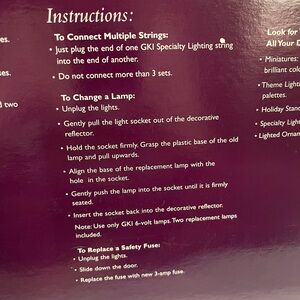 Instructions:
To Connect Multiple Strings:
• Just plug the end of one GKI Specialty Lighting string
into the end of another.
• Do not connect more than 3 sets.
To Change a Lamp:
• Unplug the lights.
• Gently pull the light socket out of the decorative
reflector.
• Hold the socket firmly. Grasp the plastic base of the old
lamp and pull upwards.
• Align the base of the replacement lamp with the
hole in the socket.
• Gently push the lamp into the socket until it is firmly
seated.
• Insert the socket back into the decorative reflector.
Note: Use only GKI 6-volt lamps. Two replacement lamps
included.
To Replace a Safety Fuse:
• Unplug the lights.
• Slide down the door.
• Replace the fuse with new 3-amp fuse.
two
Look for
All Your
• Miniatures:
brilliant
• Theme
palettes.
• Holiday
• Specialty
• Lighted